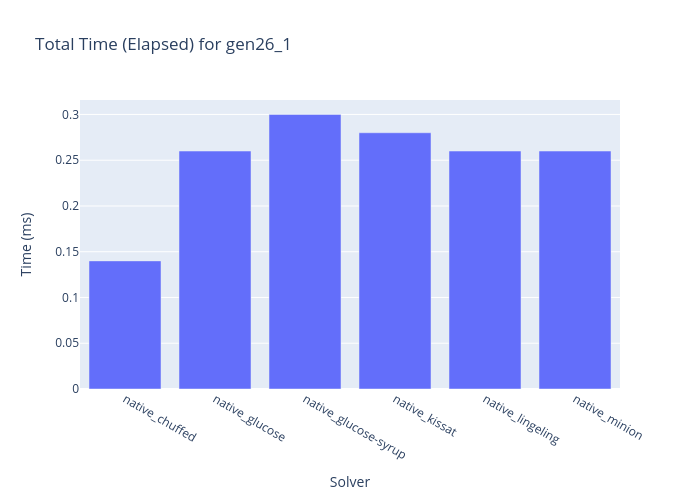 Total Time (Elapsed) for gen26_1
Time (ms)
0.3
0.25
0.2
0.15
0.1
0.05
0
native_chuffed
native_glucose
native_glucose-syrup
native_kissat
native_lingeling
native_minion
Solver